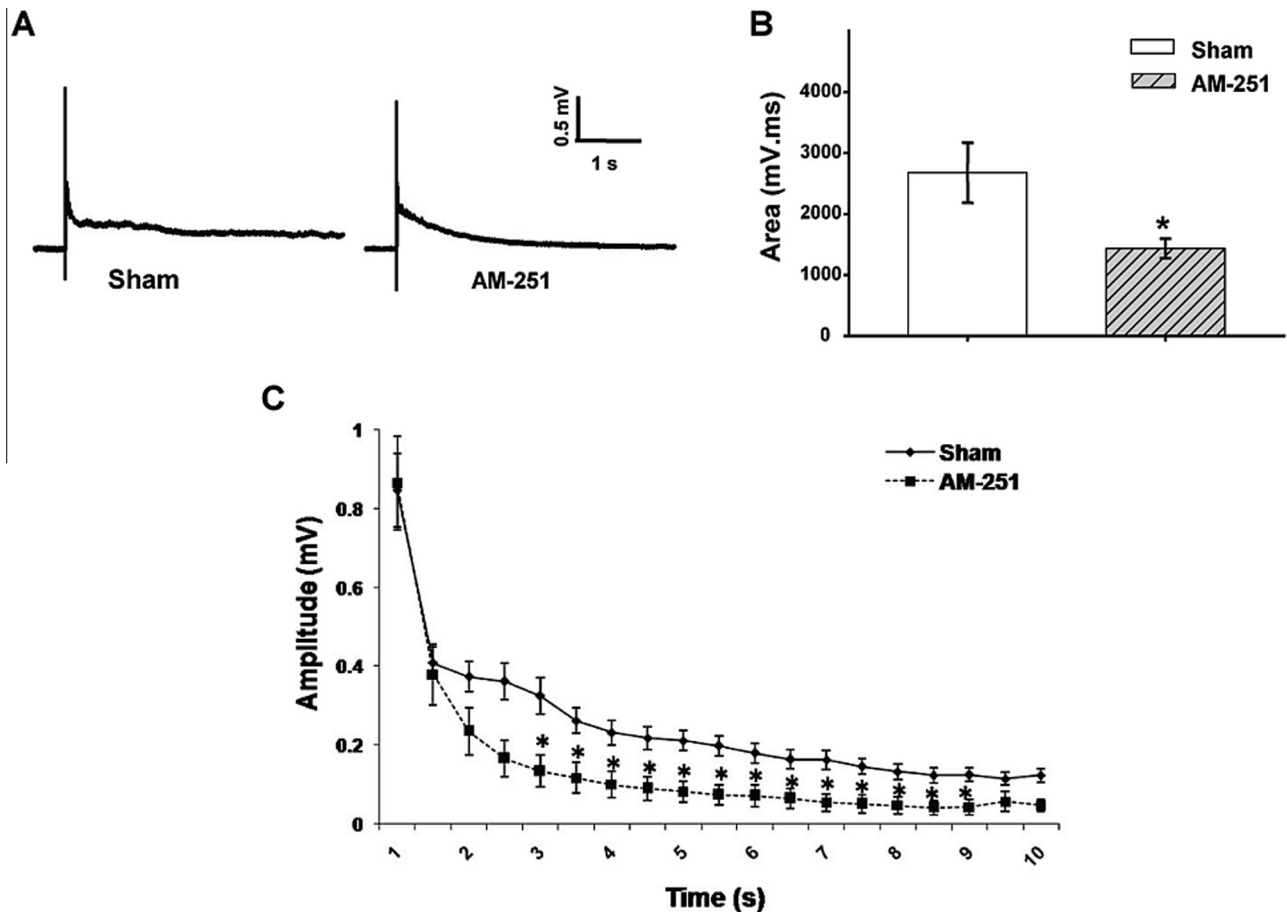 A
Sham
AM-251
0.5 mV
1 s
B
Sham
AM-251
Area (mV.ms)
4000
3000
2000
1000
0
*
C
Sham
AM-251
Amplitude (mV)
1
0.8
0.6
0.4
0.2
0
* * * * * * * * * * * * *
1 2 3 4 5 6 7 8 9 10
Time (s)